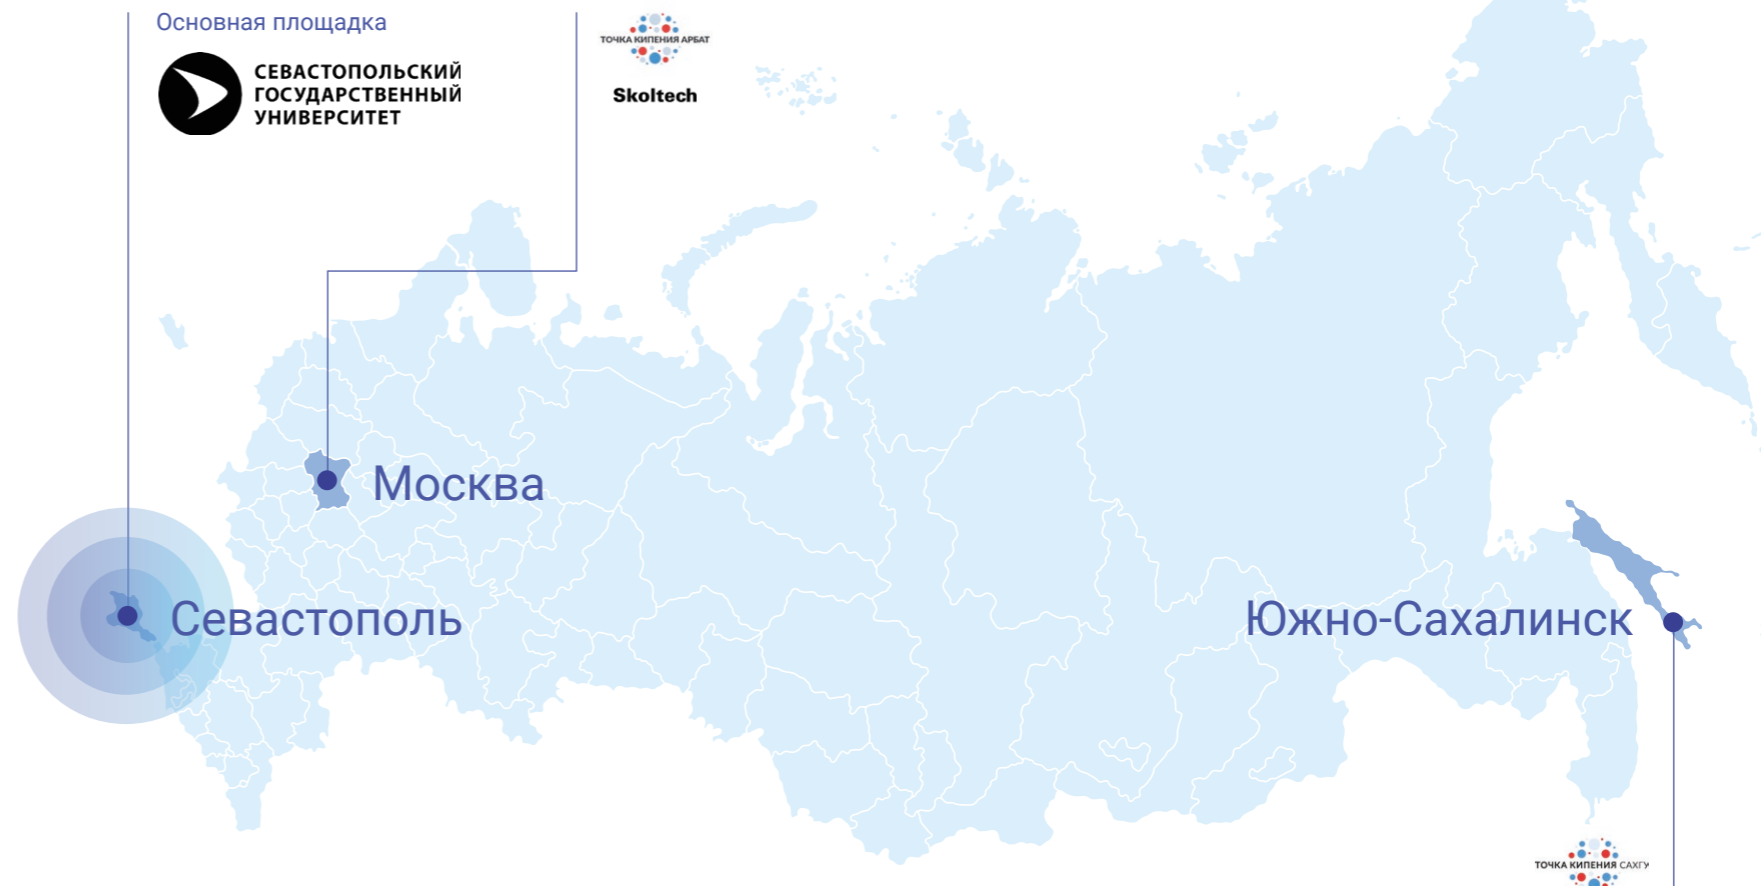 Основная площадка
СЕВАСТОПОЛЬСКИЙ
ГОСУДАРСТВЕННЫЙ
УНИВЕРСИТЕТ
ТОЧКА КИПЕНИЯ АРБАТ
Skoltech
Москва
Севастополь
Южно-Сахалинск
ТОЧКА КИПЕНИЯ САХГУ